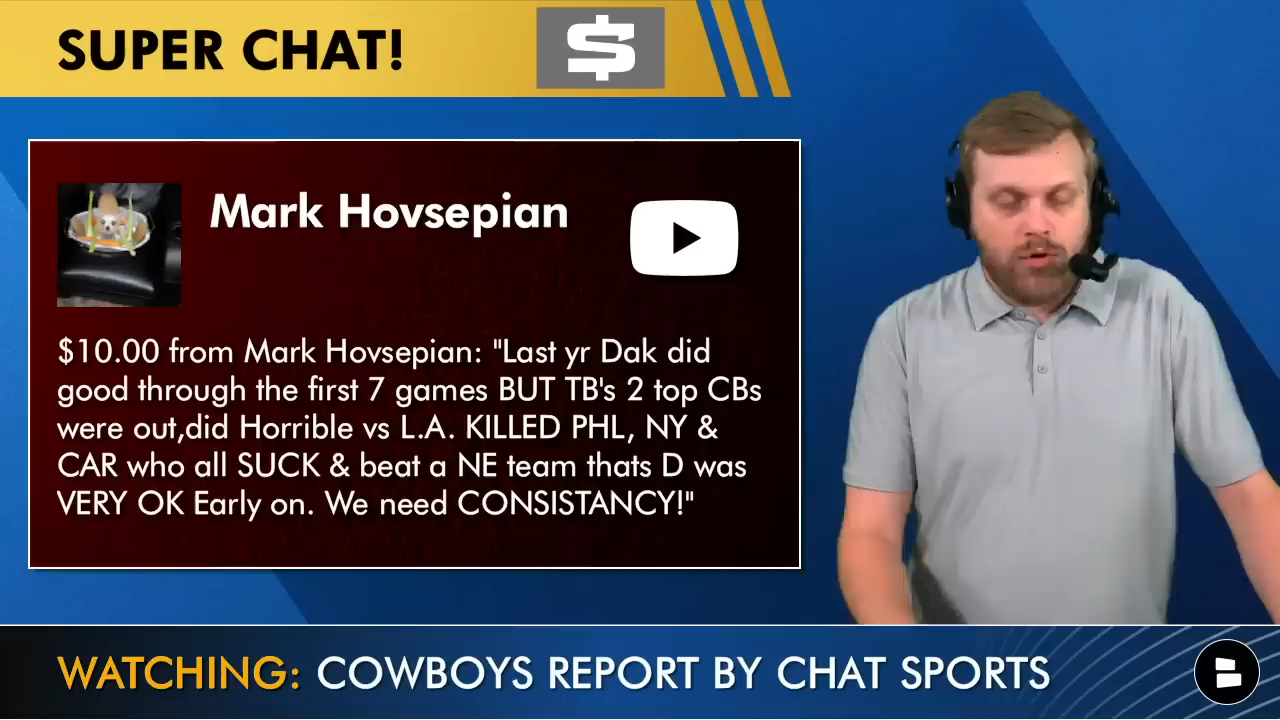 SUPER CHAT!
$
Mark Hovsepian
$10.00 from Mark Hovsepian: "Last yr Dak did
good through the first 7 games BUT TB's 2 top CBs
were out,did Horrible vs L.A. KILLED PHL, NY &
CAR who all SUCK & beat a NE team thats D was
VERY OK Early on. We need CONSISTANCY!"
WATCHING: COWBOYS REPORT BY CHAT SPORTS